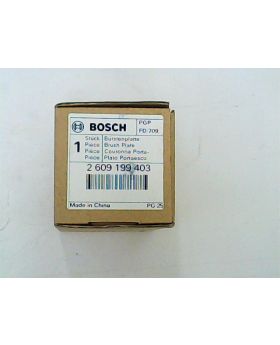 BOSCH
PGP
FD 709
1
Stück Bürstenplatte
Piece Brush Plate
Pièce Couronne Porte-
Pieza Plato Portaesco
2 609 199 403
Made in China
PG 25